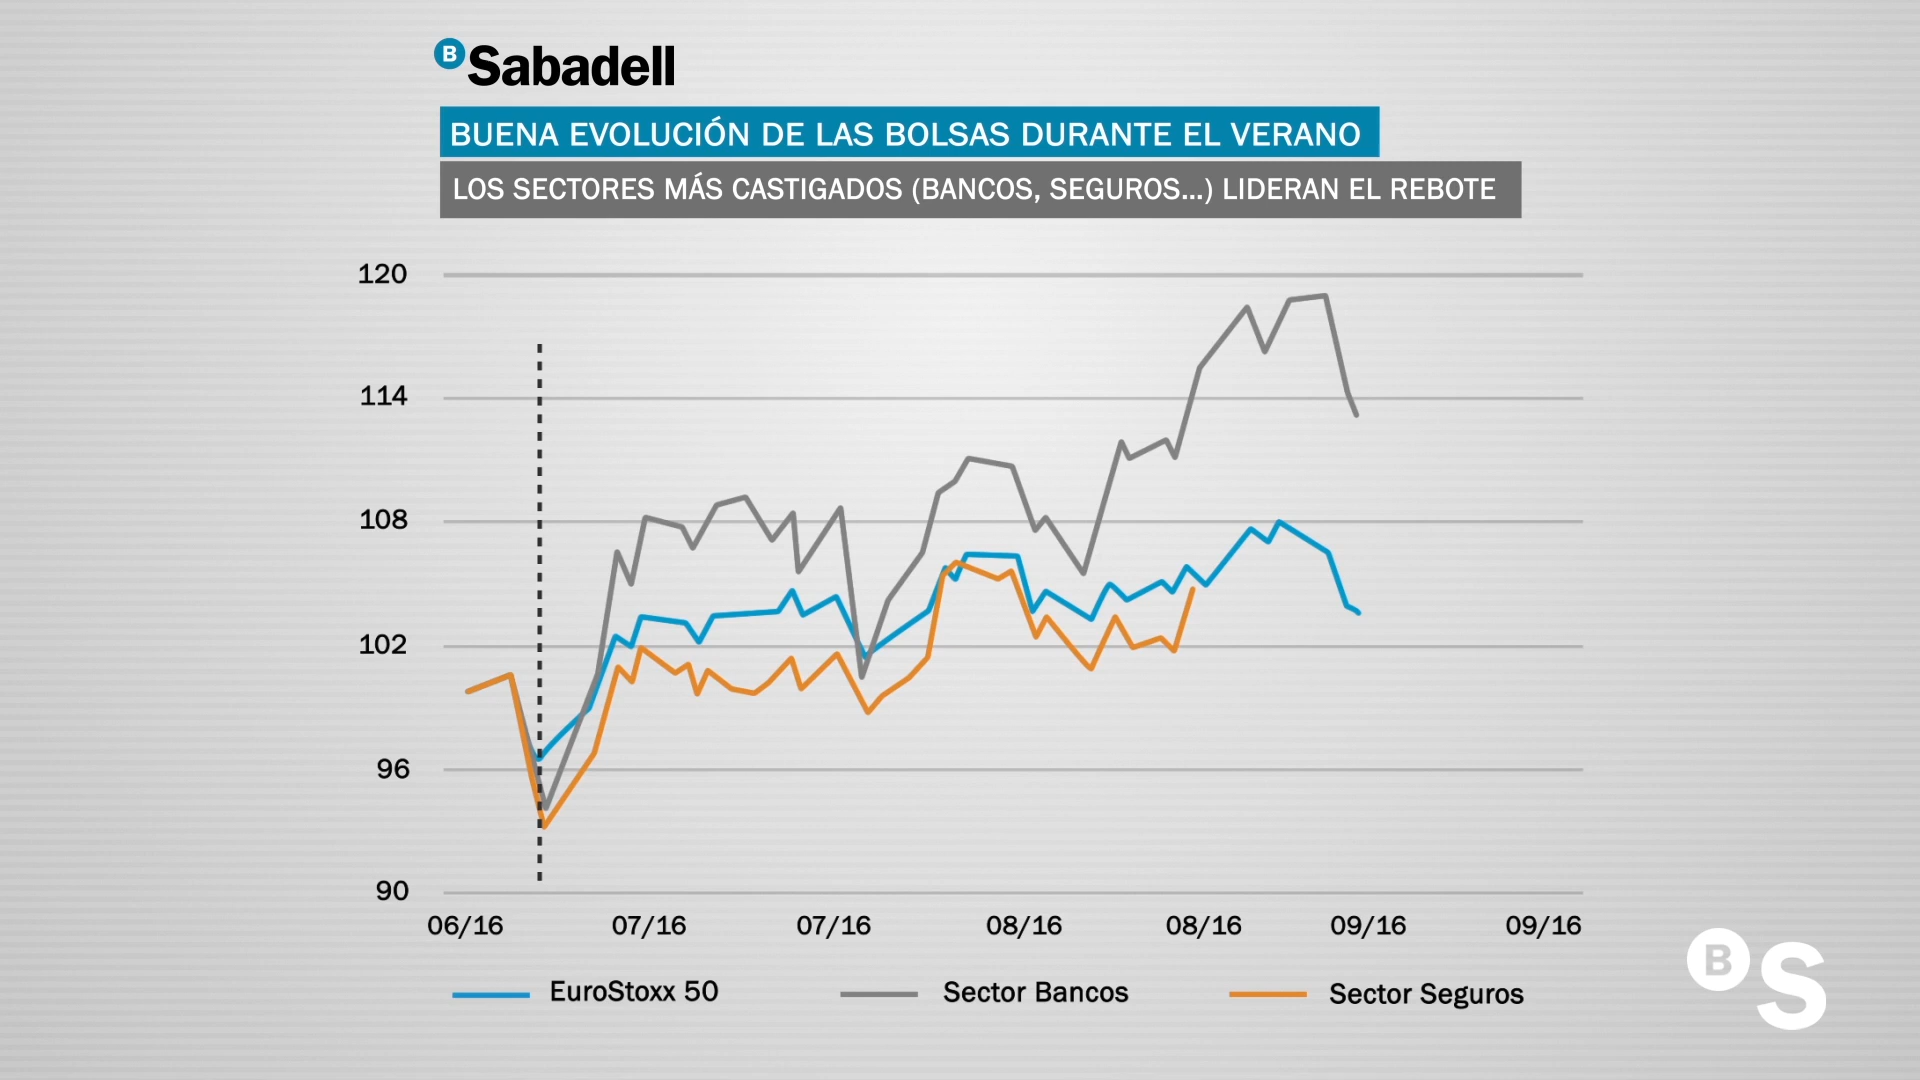 B Sabadell
BUENA EVOLUCIÓN DE LAS BOLSAS DURANTE EL VERANO
LOS SECTORES MÁS CASTIGADOS (BANCOS, SEGUROS...) LIDERAN EL REBOTE
120
114
108
102
96
90
06/16 07/16 07/16 08/16 08/16 09/16 09/16
EuroStoxx 50 Sector Bancos Sector Seguros
B S